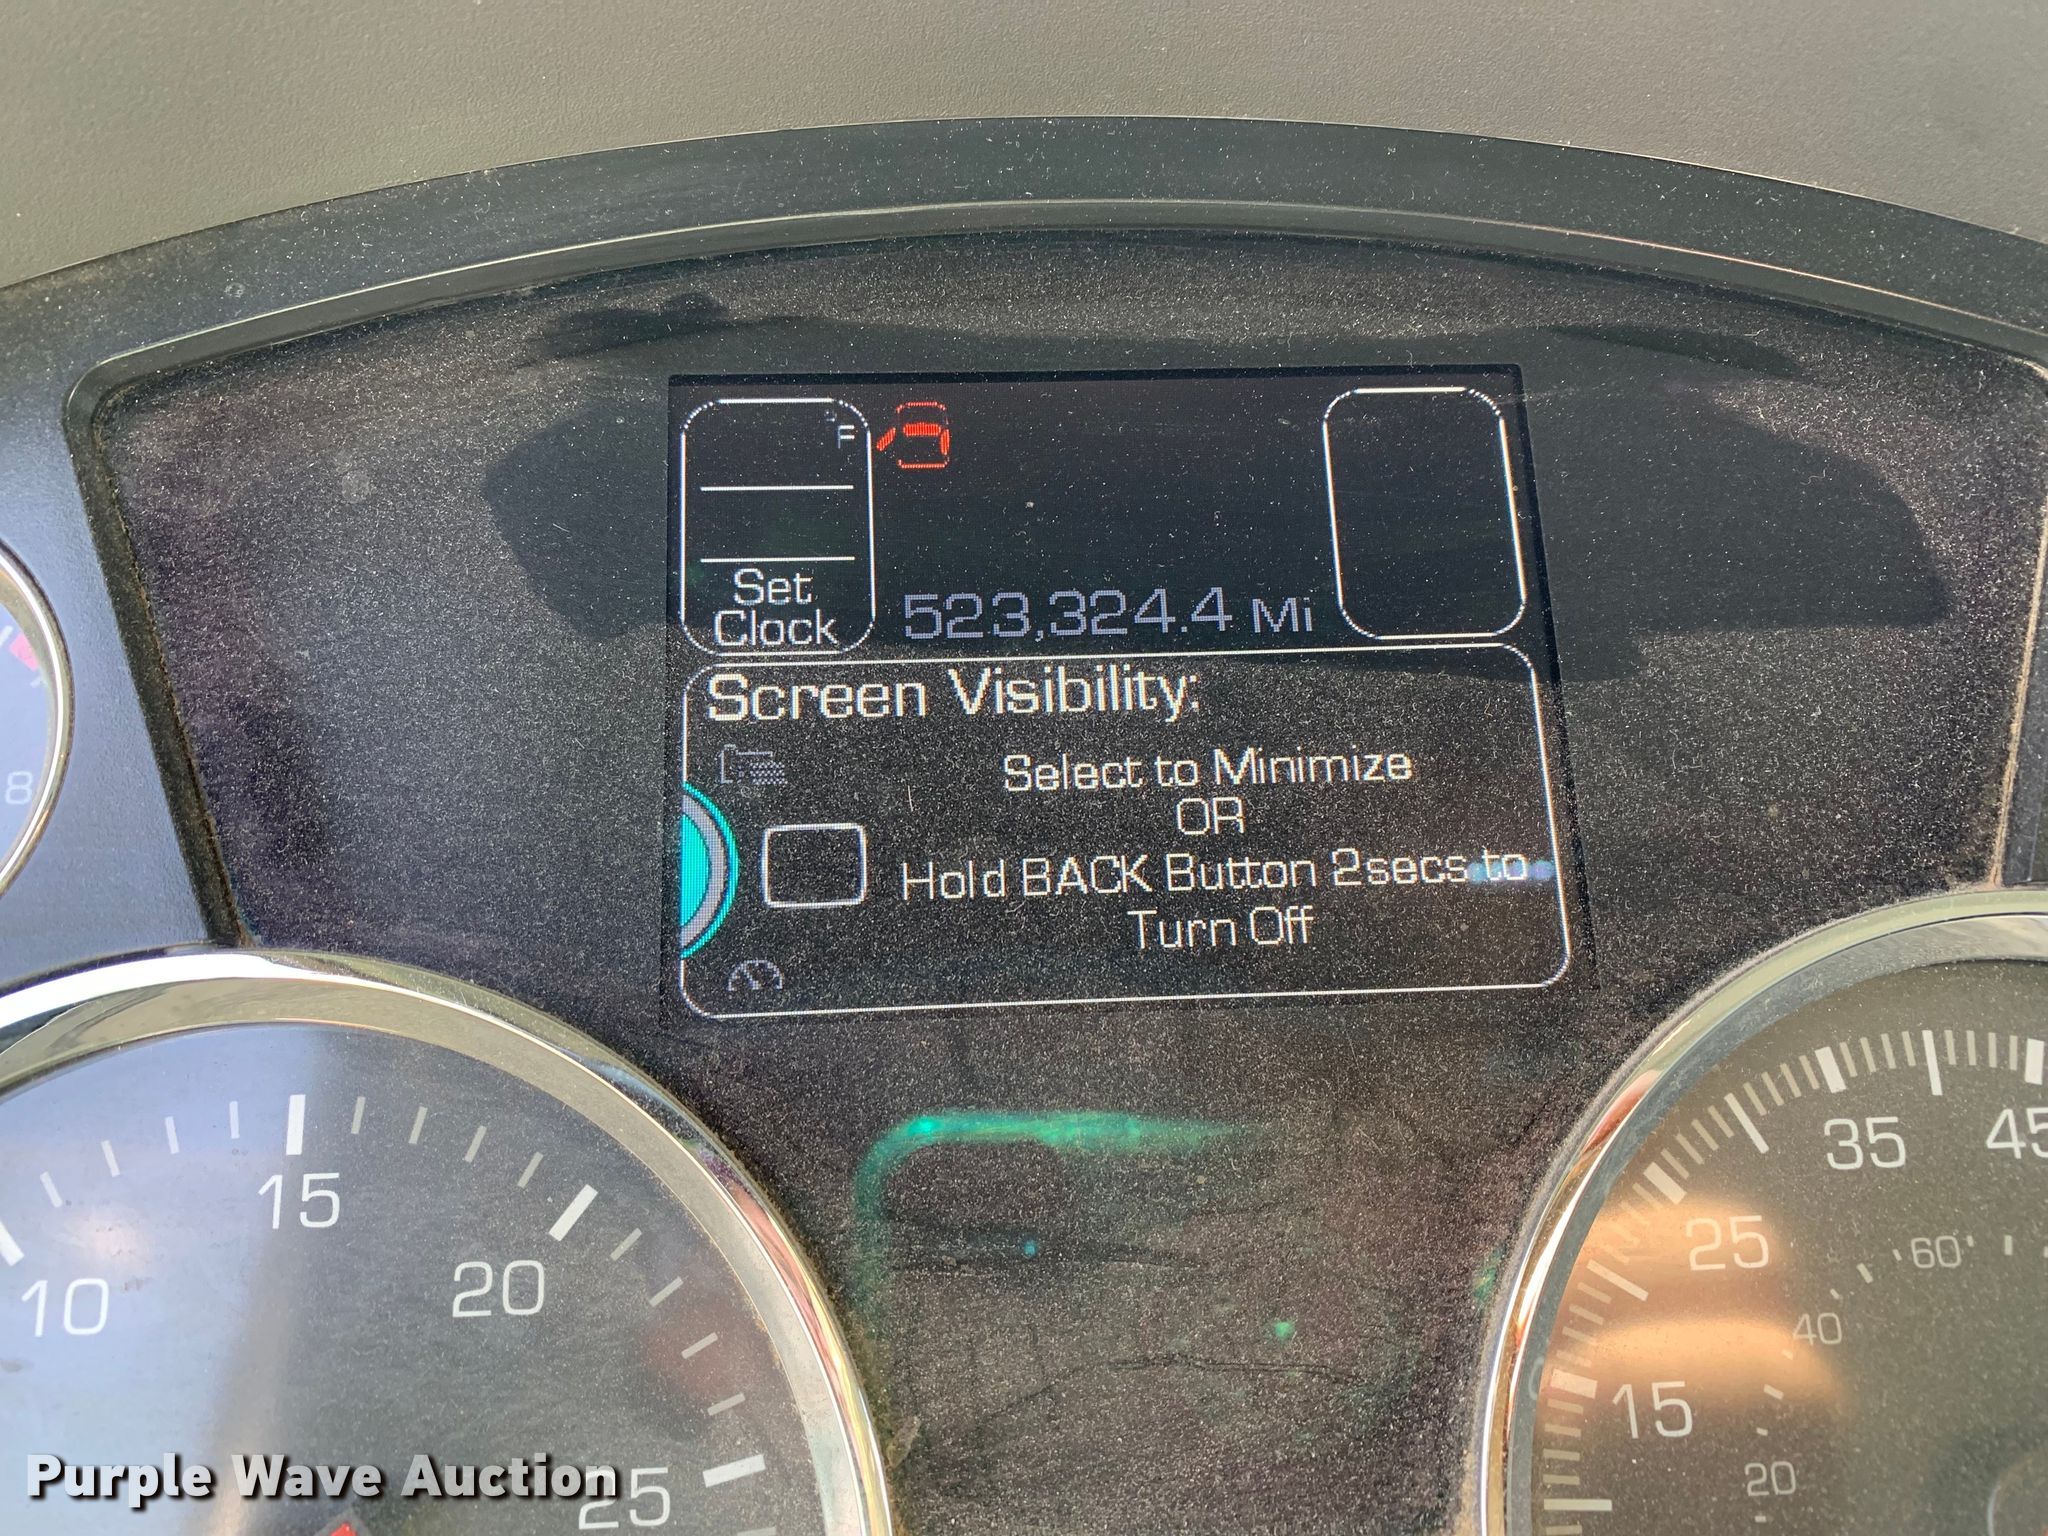 °F
Set
Clock
523,324.4 Mi
Screen Visibility:
Select to Minimize
OR
Hold BACK Button 2secs to
Turn Off
8
10
15
20
25
15
25
35
45
20
40
60
Purple Wave Auction